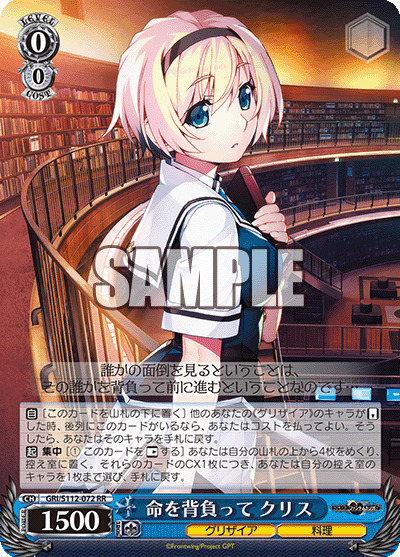 LEVEL
0
0
COST
SAMPLE
誰かの面倒を見るということは、
その誰かを背負って前に進むということなのです…
自 [このカードを山札の下に置く] 他のあなたの《グリザイア》のキャラが
した時、後列にこのカードがいるなら、あなたはコストを払ってよい。そう
したら、あなたはそのキャラを手札に戻す。
起 集中 [① このカードを する] あなたは自分の山札の上から4枚をめくり、
控え室に置く。それらのカードのCX1枚につき、あなたは自分の控え室の
キャラを1枚まで選び、手札に戻す。
CH GRI/S112-072 RR
1500
命を背負って クリス
グリザイア
料理
©Frontwing/Project GPT